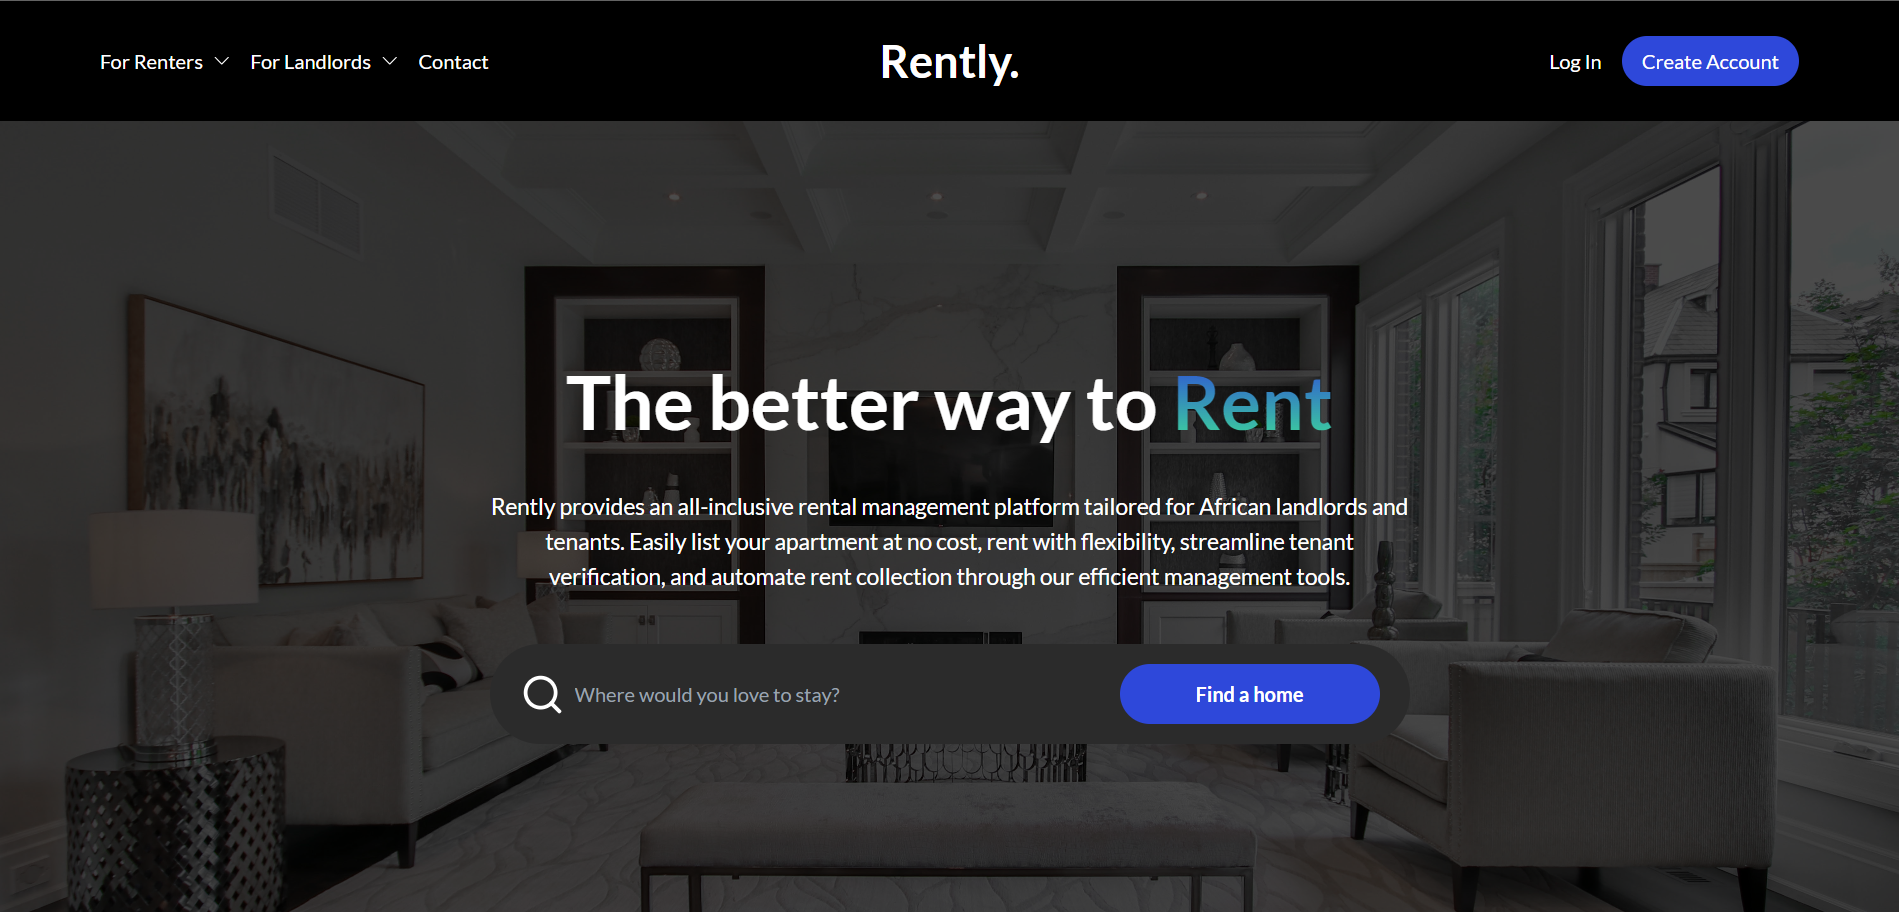 For Renters
For Landlords
Contact
Rently.
Log In
Create Account
The better way to Rent
Rently provides an all-inclusive rental management platform tailored for African landlords and
tenants. Easily list your apartment at no cost, rent with flexibility, streamline tenant
verification, and automate rent collection through our efficient management tools.
Where would you love to stay?
Find a home